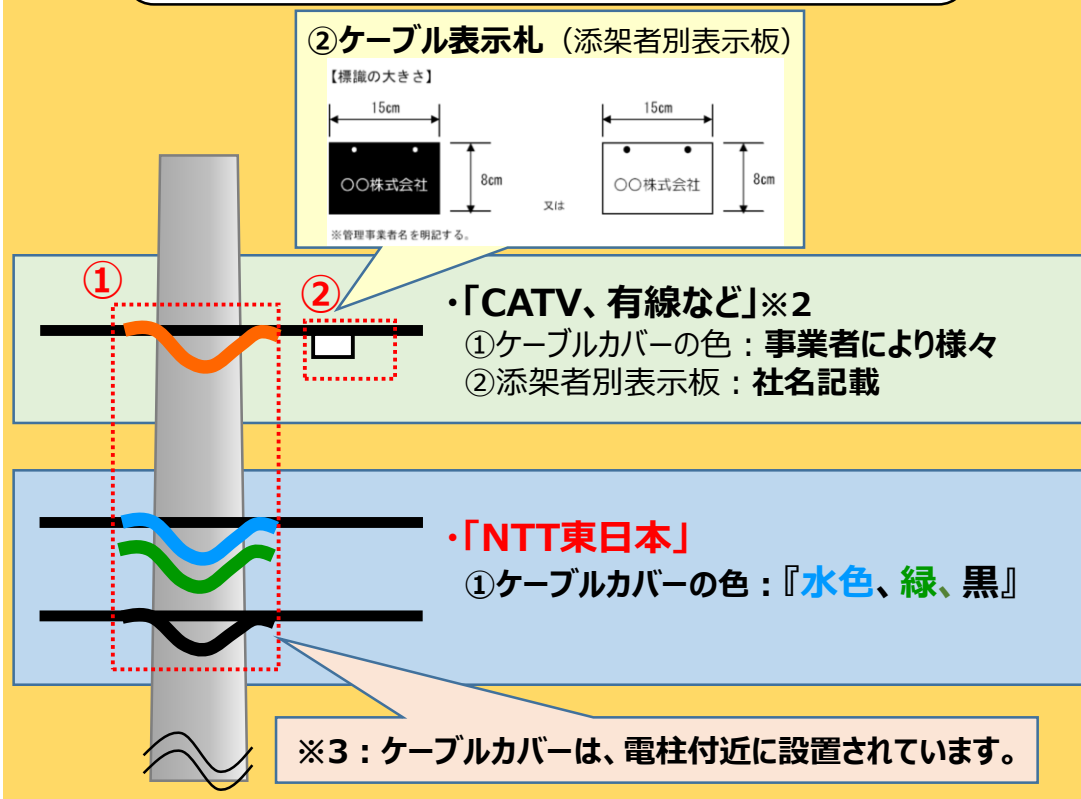 ②ケーブル表示札（添架者別表示板）
【標識の大きさ】
15cm
15cm
○○株式会社
8cm
又は
○○株式会社
8cm
※管理事業者名を明記する。
①
②
・「CATV、有線など」※2
①ケーブルカバーの色：事業者により様々
②添架者別表示板：社名記載
・「NTT東日本」
①ケーブルカバーの色：『水色、緑、黒』
※3：ケーブルカバーは、電柱付近に設置されています。